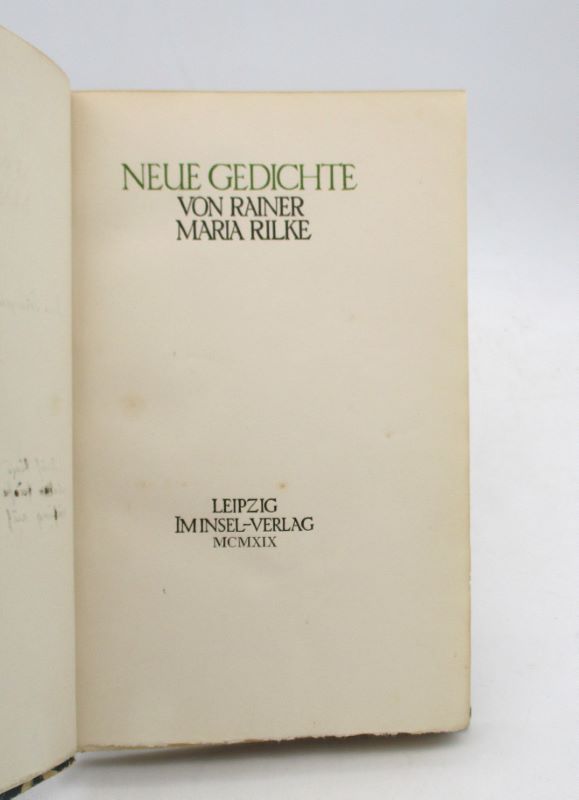 NEUE GEDICHTE
VON RAINER
MARIA RILKE
LEIPZIG
IM INSEL-VERLAG
MCMXIX